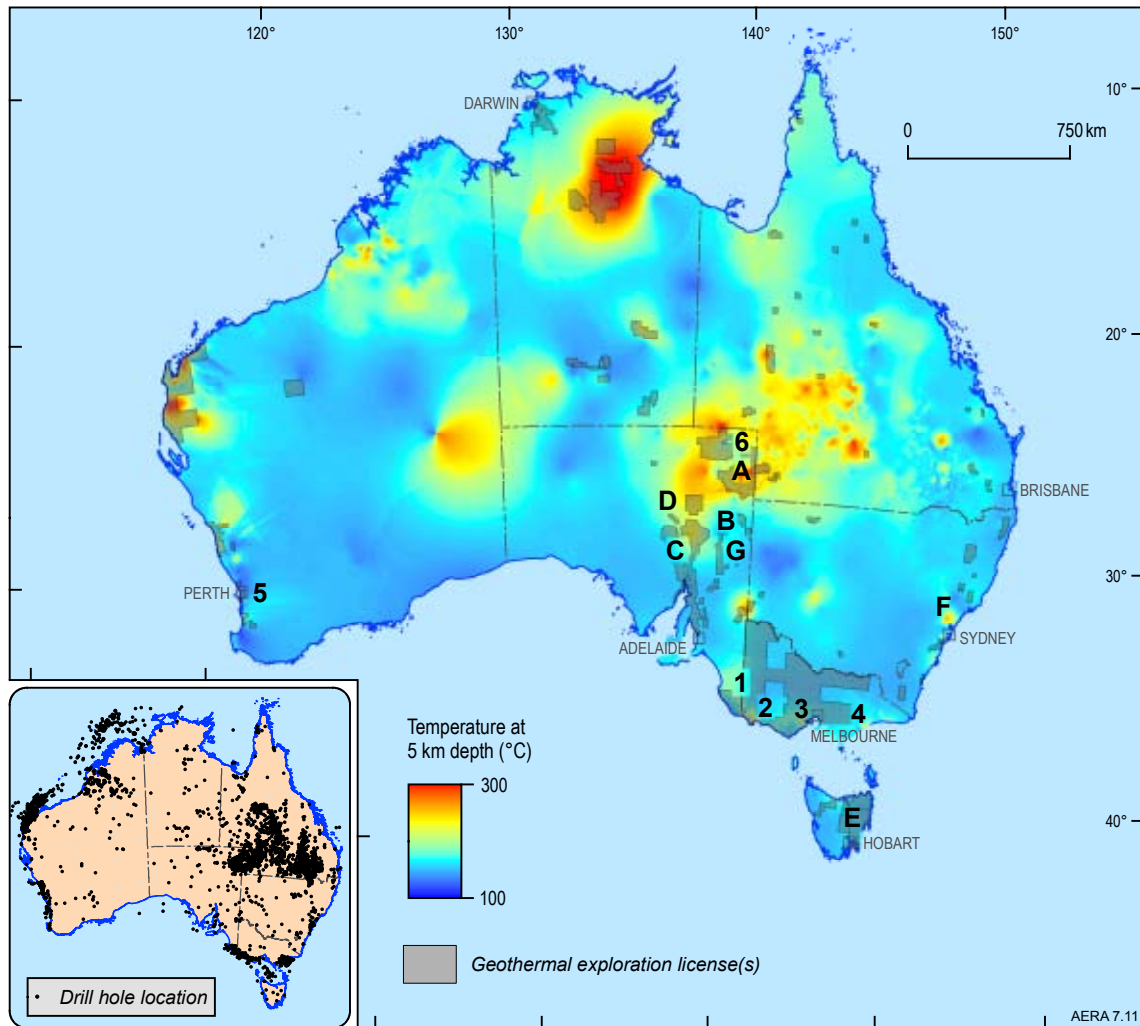 120°
130°
140°
150°
10°
DARWIN
0
750 km
20°
6
A
D
BRISBANE
B
C
G
PERTH
5
30°
F
SYDNEY
ADELAIDE
1
2
3
4
MELBOURNE
Temperature at
5 km depth (°C)
300
E
40°
HOBART
100
Geothermal exploration license(s)
Drill hole location
AERA 7.11